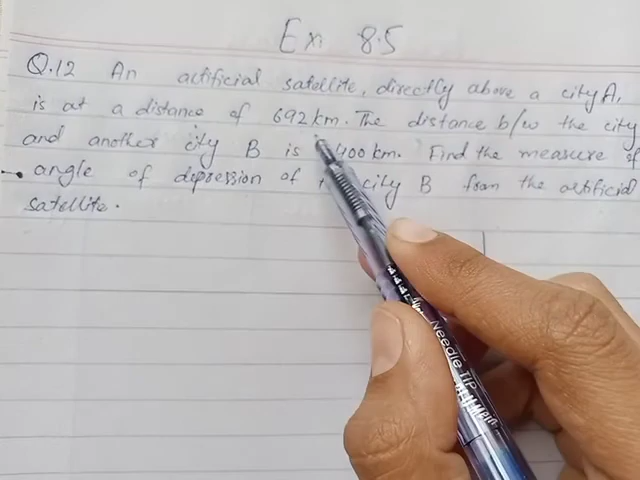 Ex 8.5
Q.12 An artificial satellite, directly above a city A,
is at a distance of 692 km. The distance b/w the city
and another city B is 400 km. Find the measure of
angle of depression of city B from the artificial
satellite.
Needle TIP